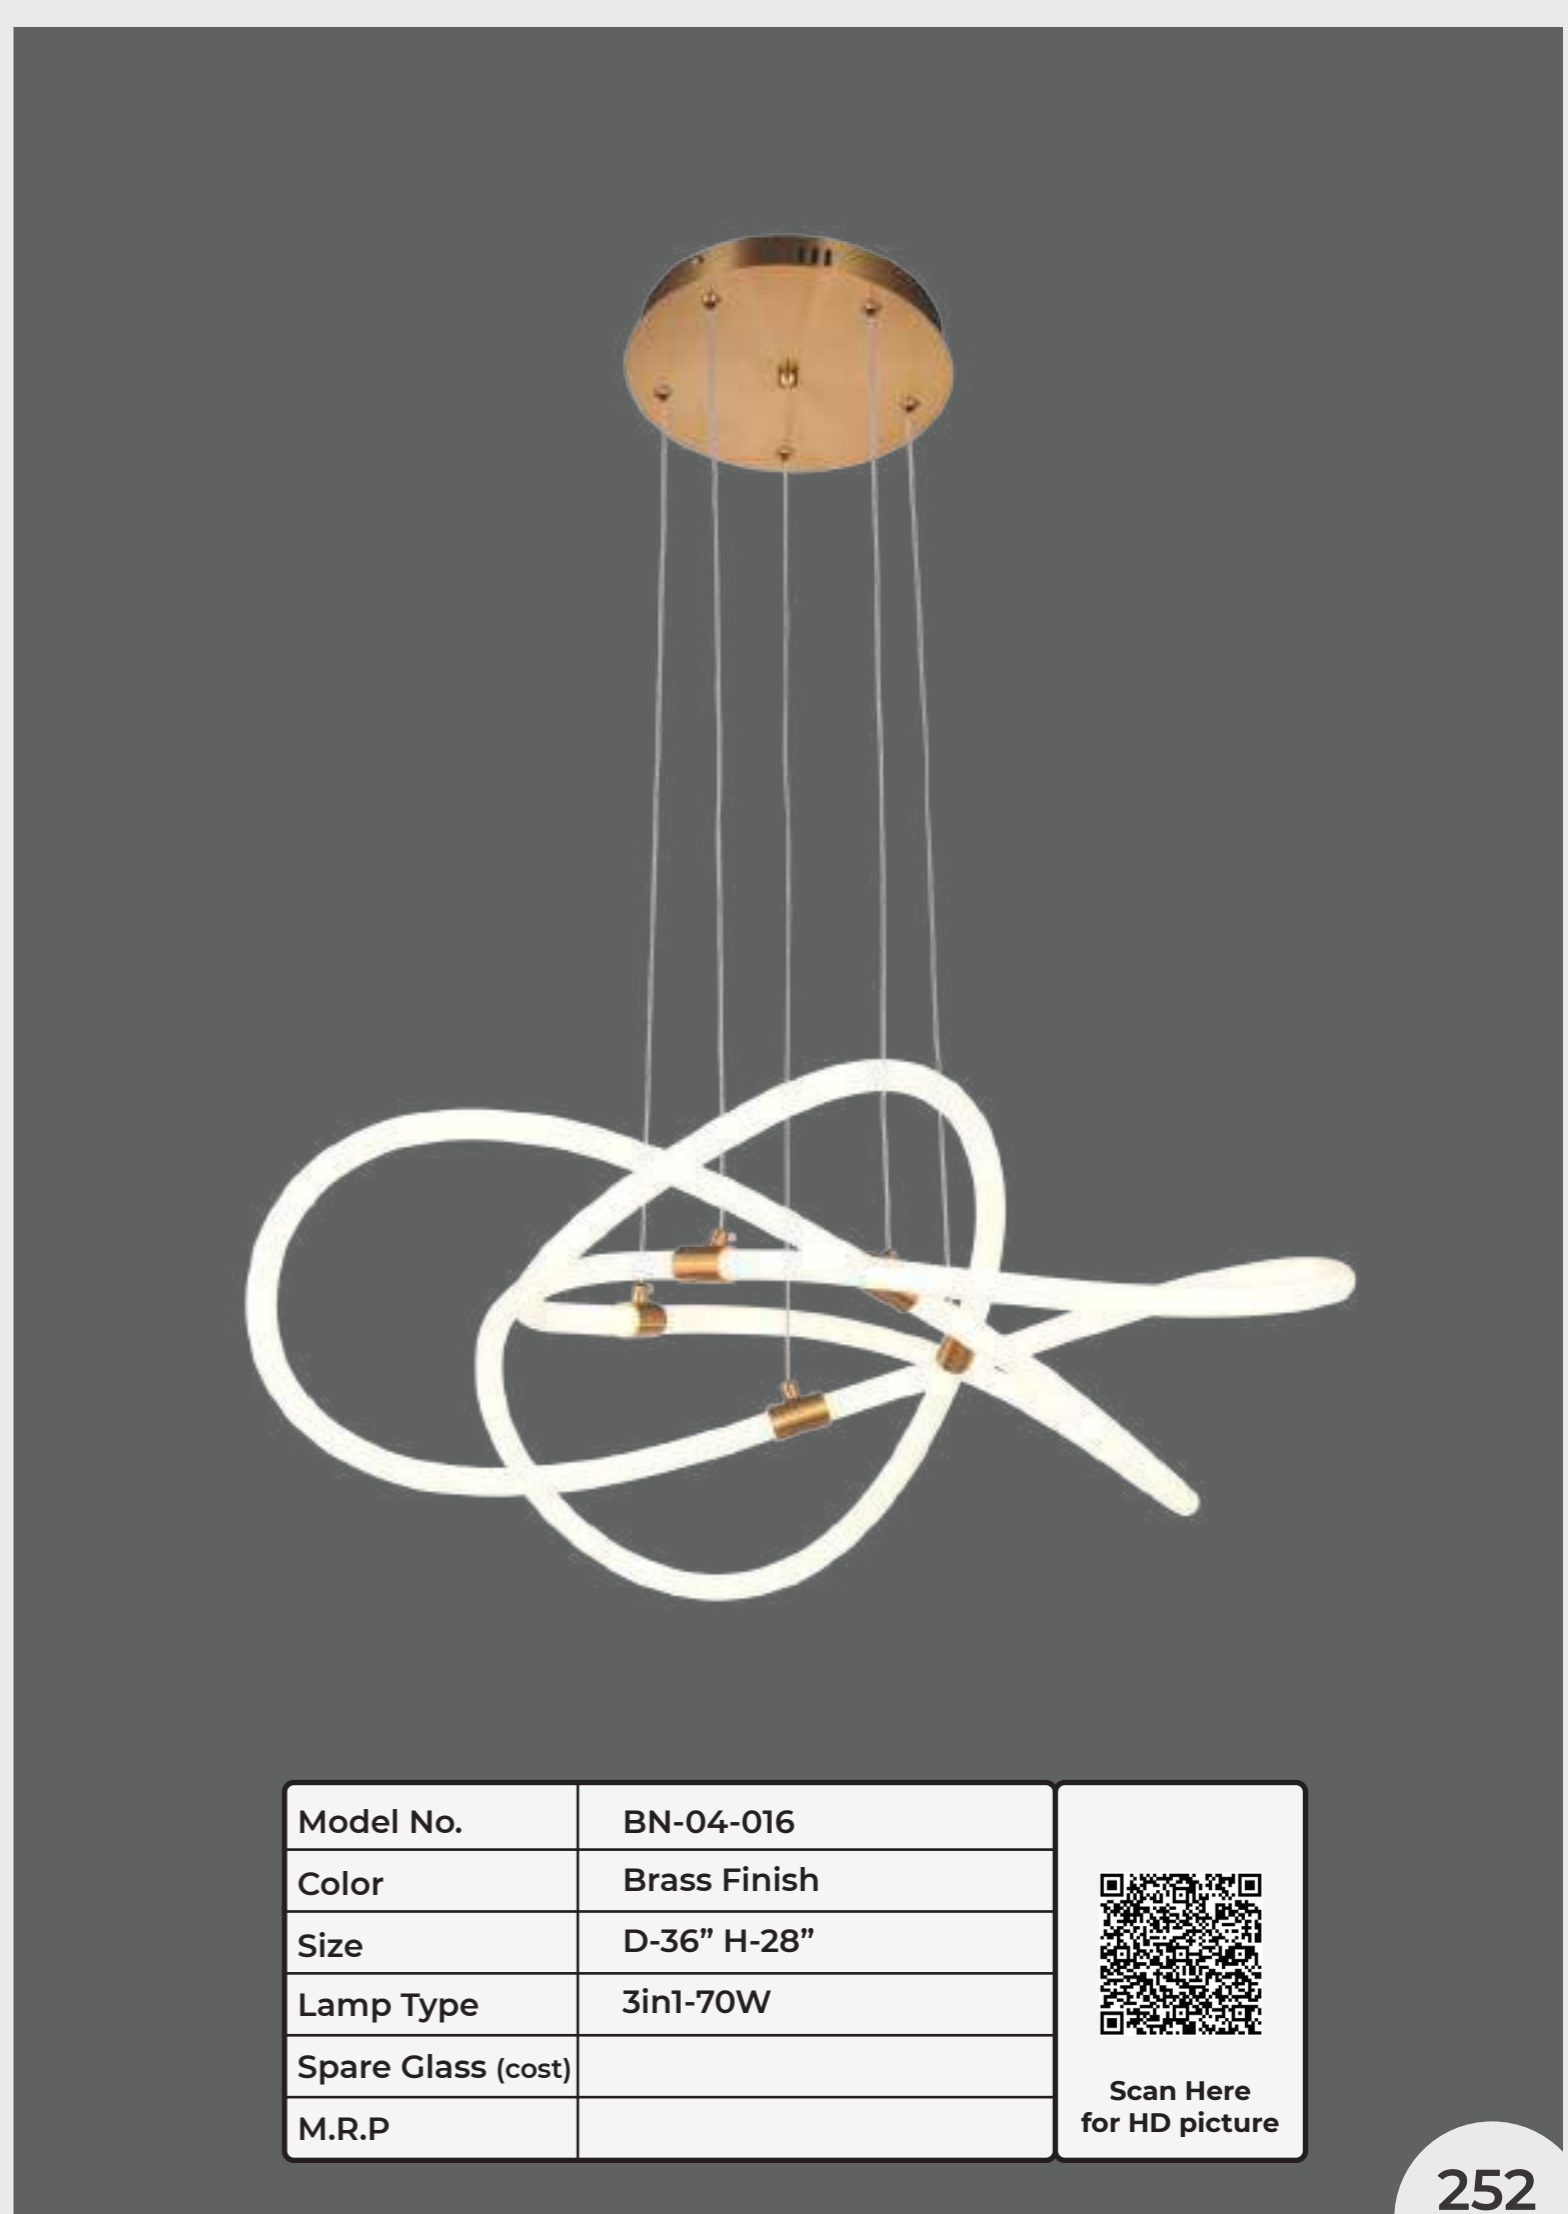 Model No. BN-04-016
Color Brass Finish
Size D-36” H-28”
Lamp Type 3in1-70W
Spare Glass (cost)
M.R.P
Scan Here
for HD picture
252